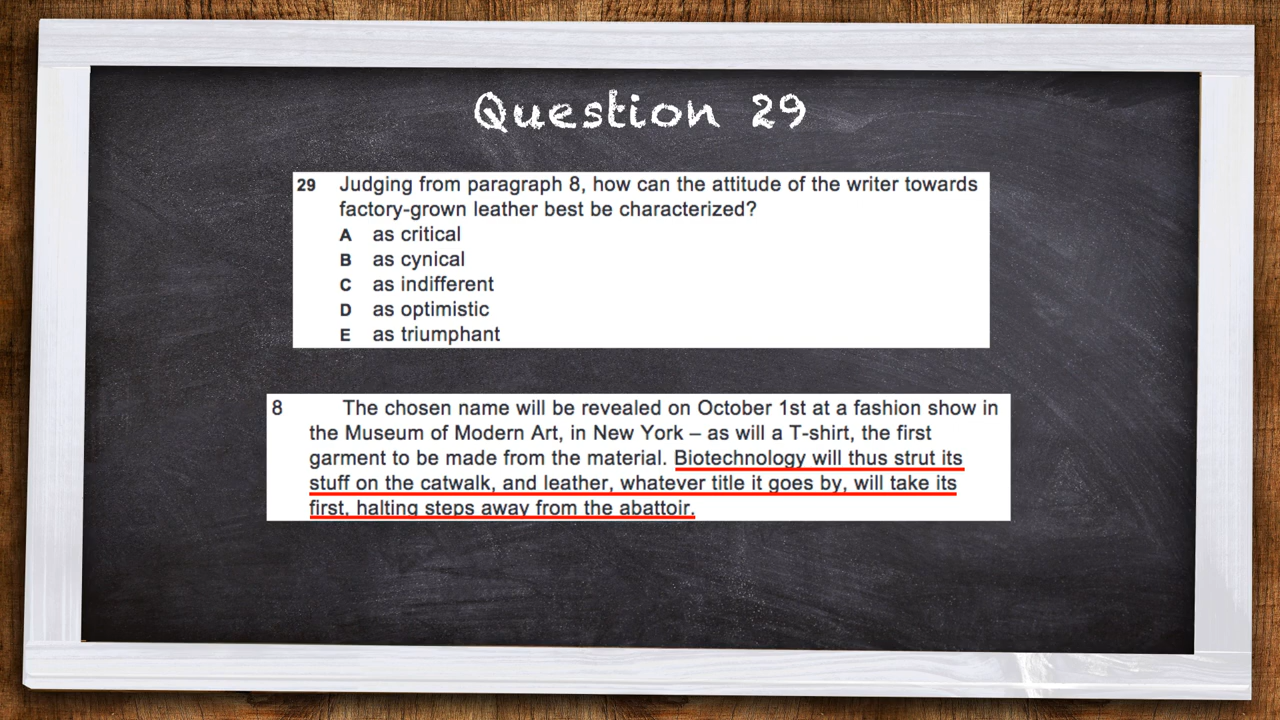 Question 29
29 Judging from paragraph 8, how can the attitude of the writer towards
factory-grown leather best be characterized?
A as critical
B as cynical
C as indifferent
D as optimistic
E as triumphant
8 The chosen name will be revealed on October 1st at a fashion show in
the Museum of Modern Art, in New York – as will a T-shirt, the first
garment to be made from the material. Biotechnology will thus strut its
stuff on the catwalk, and leather, whatever title it goes by, will take its
first, halting steps away from the abattoir.